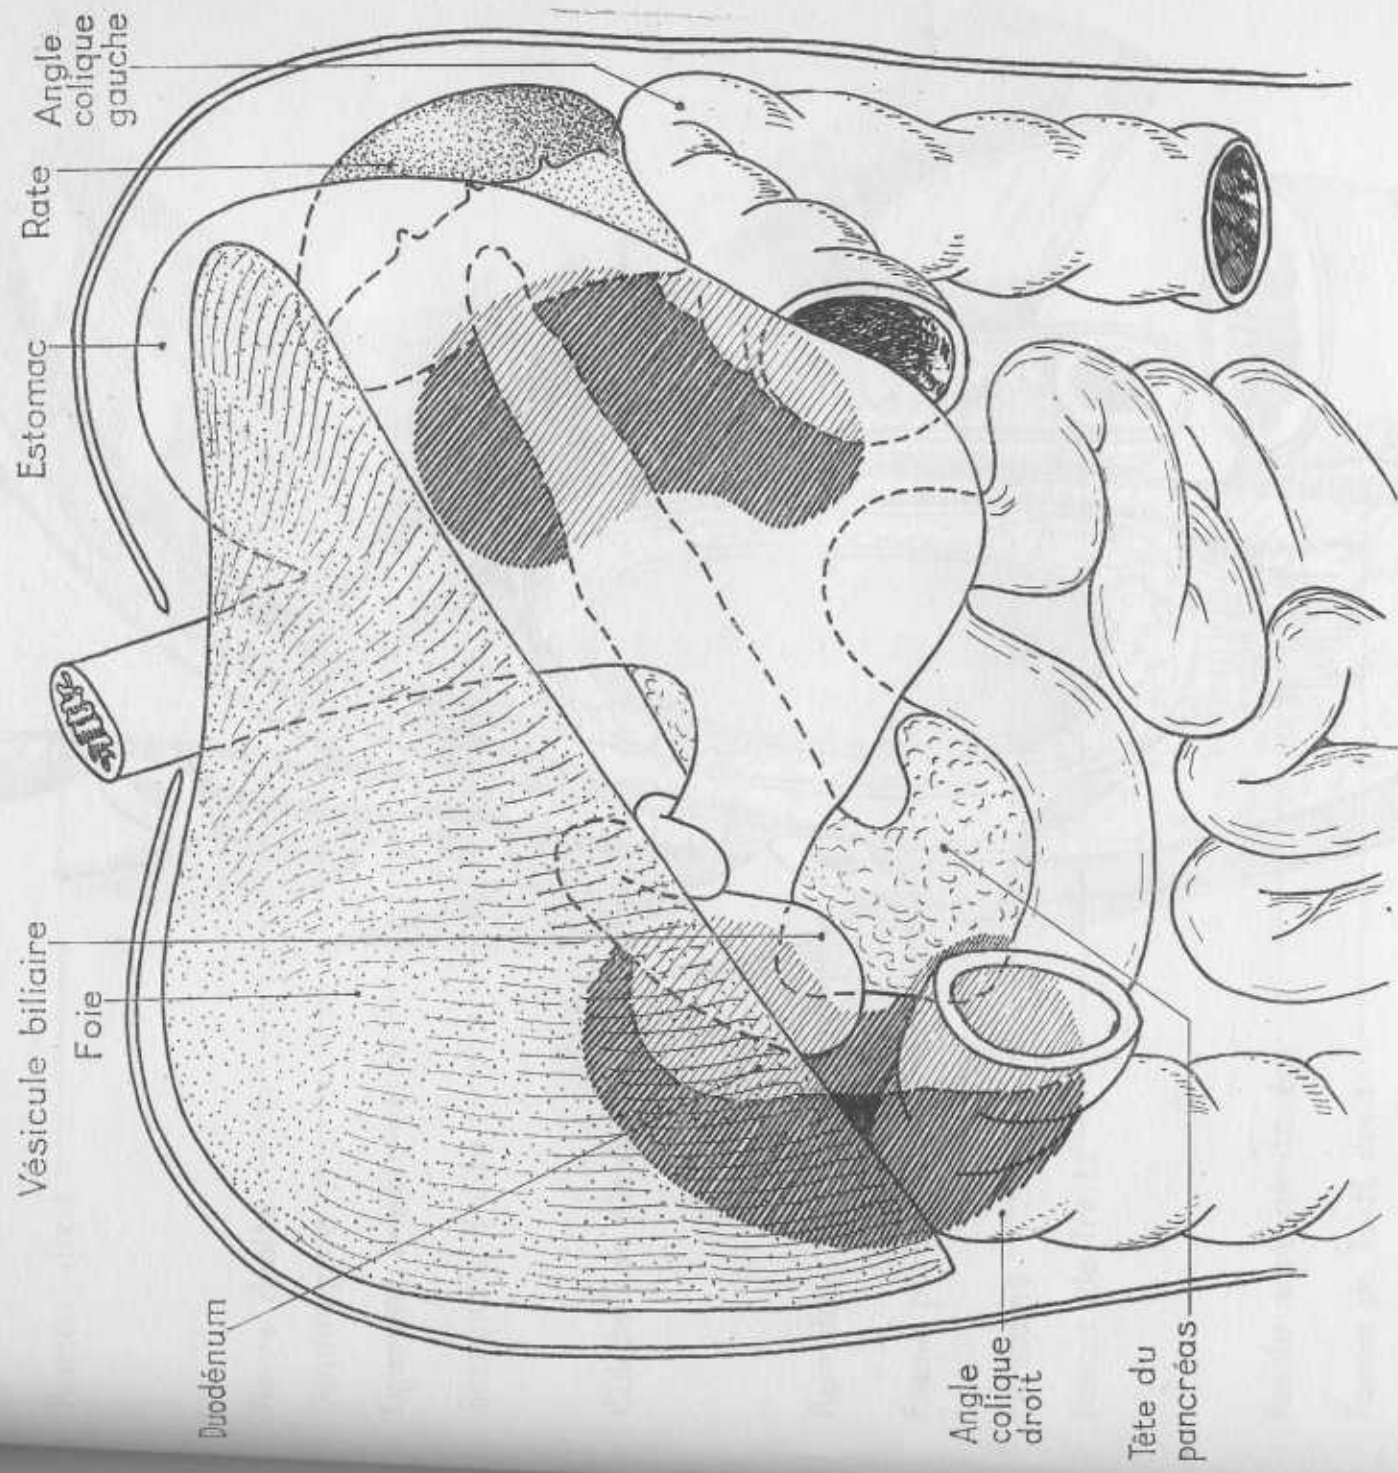 Vésicule biliaire
Foie
Estomac
Rate
Angle
colique
gauche
Duodénum
Angle
colique
droit
Tête du
pancréas